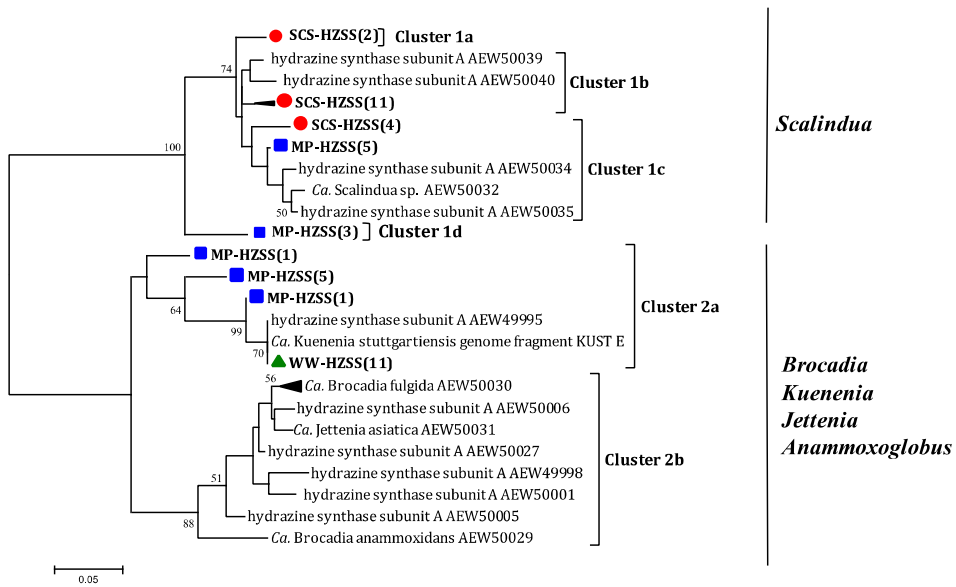 SCS-HZSS(2) Cluster 1a
hydrazine synthase subunit A AEW50039
74
hydrazine synthase subunit A AEW50040
Cluster 1b
SCS-HZSS(11)
SCS-HZSS(4)
Scalindua
MP-HZSS(5)
100
hydrazine synthase subunit A AEW50034
Cluster 1c
Ca. Scalindua sp. AEW50032
50
hydrazine synthase subunit A AEW50035
MP-HZSS(3) Cluster 1d
MP-HZSS(1)
MP-HZSS(5)
MP-HZSS(1)
64
Cluster 2a
hydrazine synthase subunit A AEW49995
99
Ca. Kuenenia stuttgartiensis genome fragment KUST E
70
WW-HZSS(11)
Brocadia
Kuenenia
Jettenia
Anammoxoglobus
56
Ca. Brocadia fulgida AEW50030
hydrazine synthase subunit A AEW50006
Ca. Jettenia asiatica AEW50031
hydrazine synthase subunit A AEW50027
Cluster 2b
hydrazine synthase subunit A AEW49998
51
hydrazine synthase subunit A AEW50001
hydrazine synthase subunit A AEW50005
88
Ca. Brocadia anammoxidans AEW50029
0.05